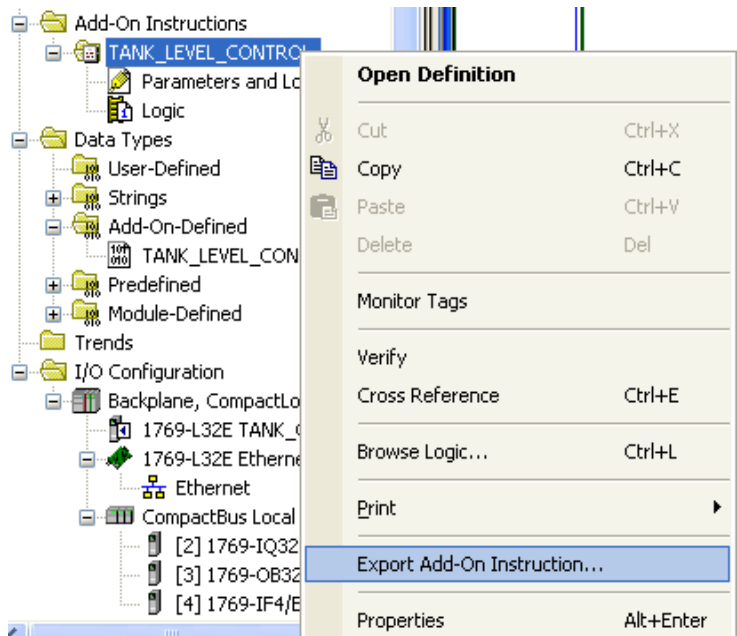 Add-On Instructions
TANK_LEVEL_CONTROL
Parameters and Lo
Logic
Data Types
User-Defined
Strings
Add-On-Defined
TANK_LEVEL_CON
Predefined
Module-Defined
Trends
I/O Configuration
Backplane, CompactLo
1769-L32E TANK_
1769-L32E Etherne
Ethernet
CompactBus Local
[2] 1769-IQ32
[3] 1769-OB32
[4] 1769-IF4/B
Open Definition
Cut Ctrl+X
Copy Ctrl+C
Paste Ctrl+V
Delete Del
Monitor Tags
Verify
Cross Reference Ctrl+E
Browse Logic... Ctrl+L
Print
Export Add-On Instruction...
Properties Alt+Enter